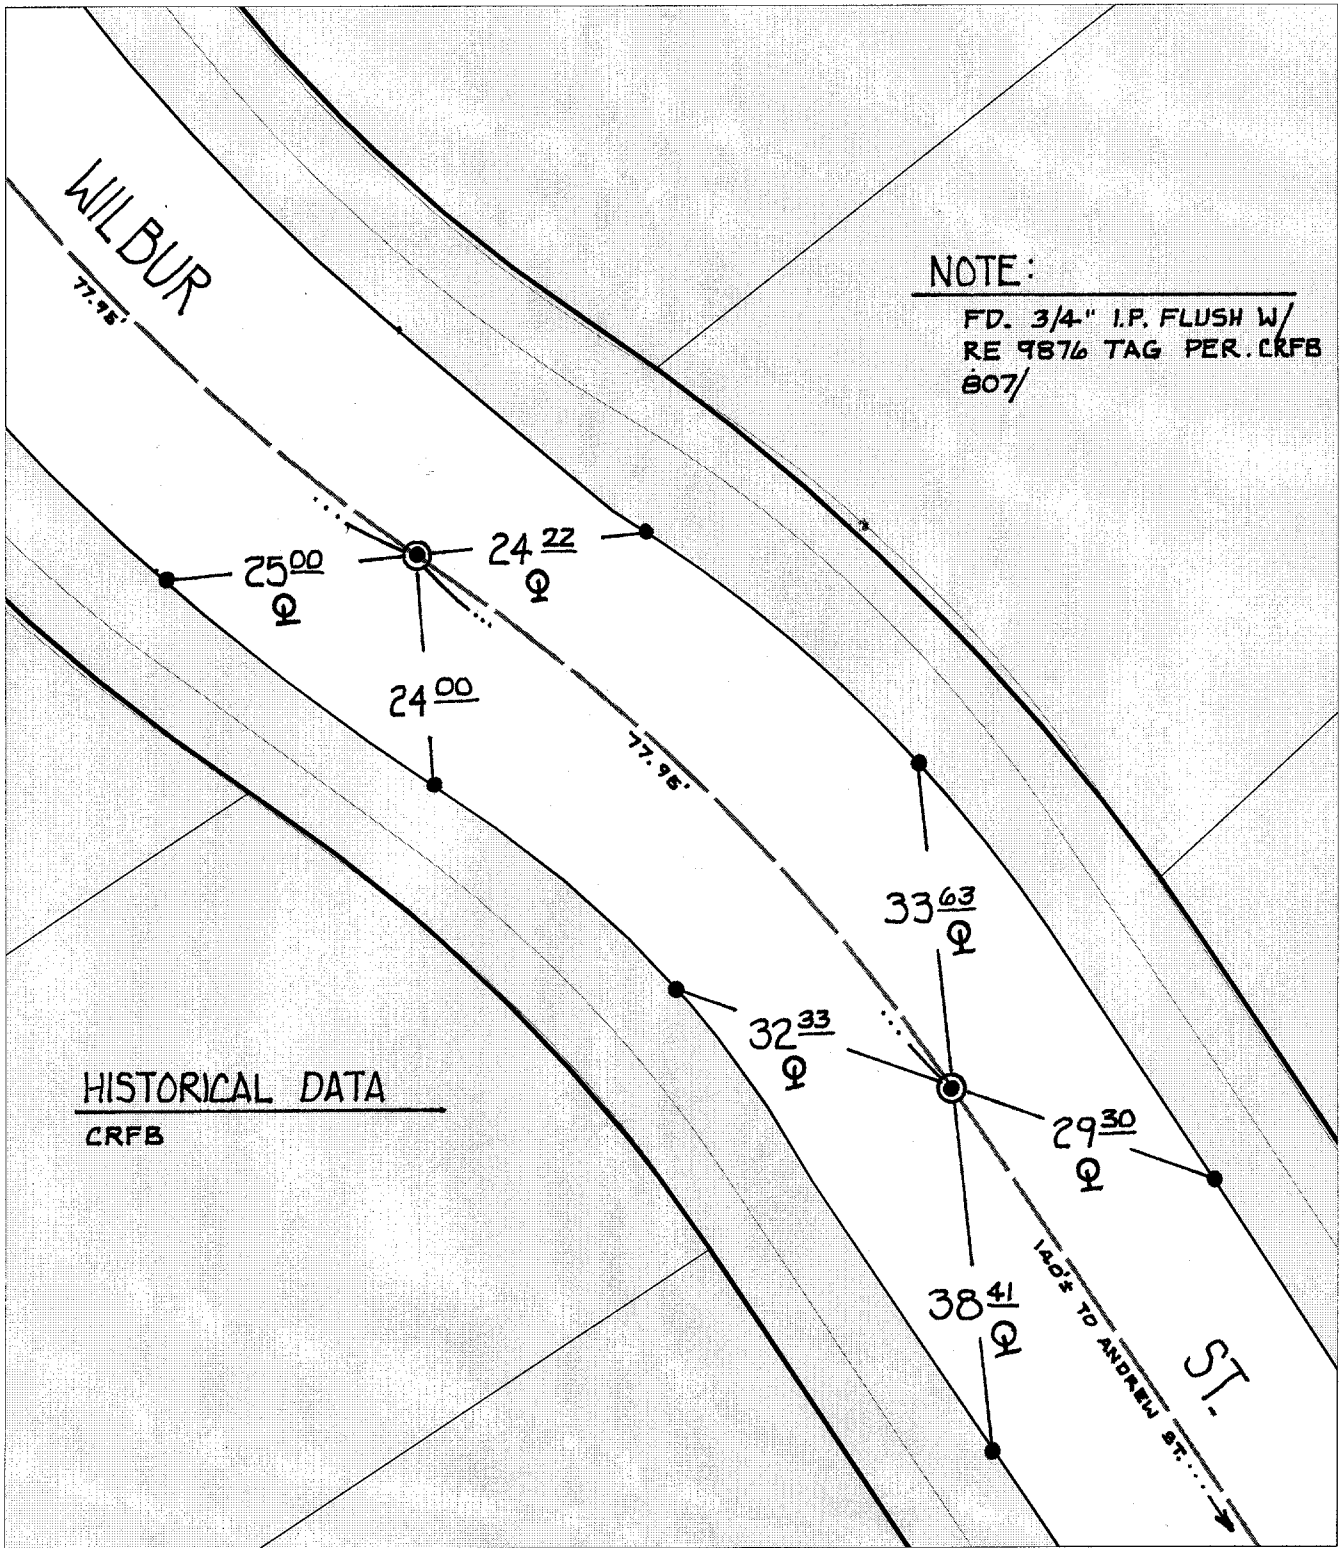 WILBUR
77.95'
NOTE:
FD. 3/4" I.P. FLUSH W/
RE 9876 TAG PER. CRFB
807/
25 00
24 22
24 00
77.95'
33 63
32 33
HISTORICAL DATA
CRFB
29 30
38 41
140'± TO ANDREW ST.
ST.